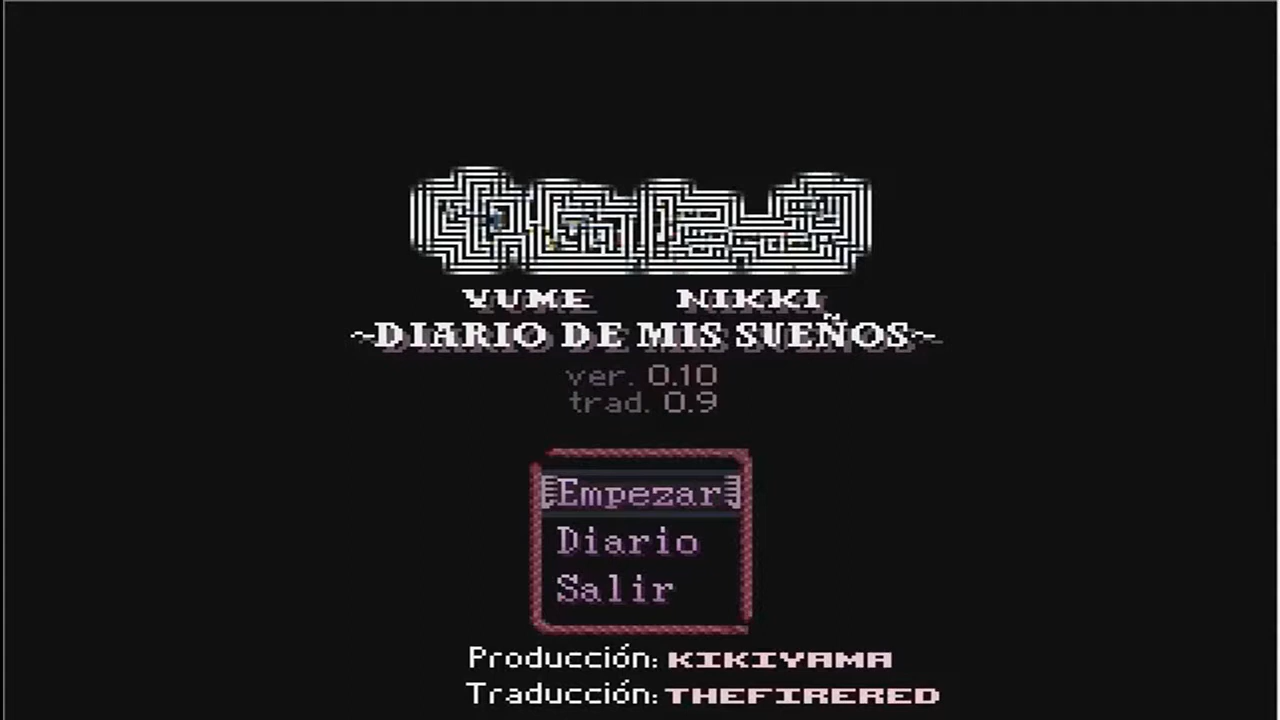 YUME NIKKI
~DIARIO DE MIS SUEÑOS~
ver. 0.10
trad. 0.9
Empezar
Diario
Salir
Producción: KIKIYAMA
Traducción: THEFIRERED